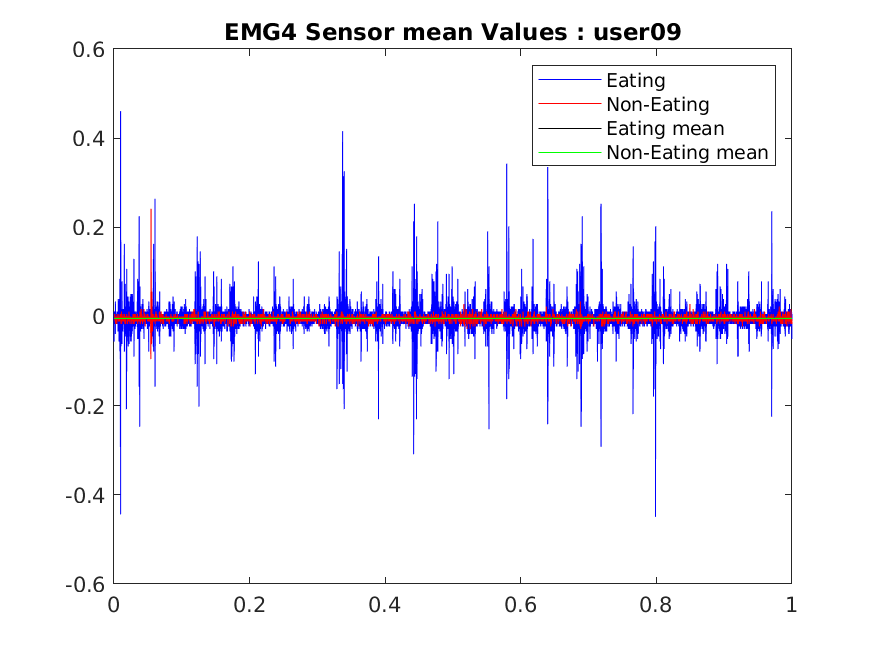 EMG4 Sensor mean Values : user09
0.6
Eating
Non-Eating
Eating mean
Non-Eating mean
0.4
0.2
0
-0.2
-0.4
-0.6
0 0.2 0.4 0.6 0.8 1